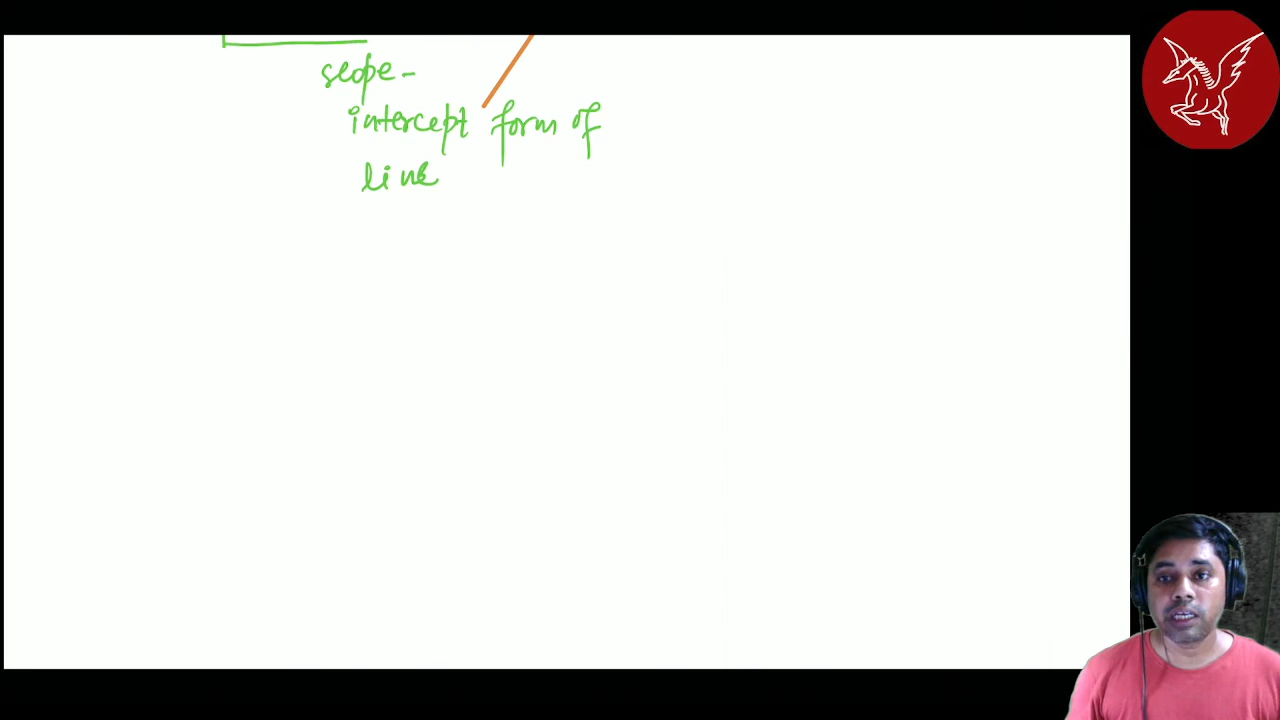 slope -
intercept form of
line